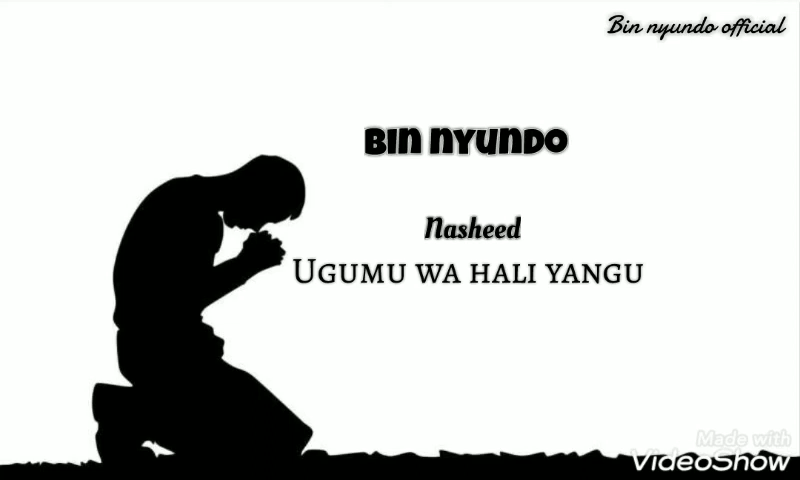 Bin nyundo official
Bin nyundo
Nasheed
Ugumu wa hali yangu
Made with
VideoShow